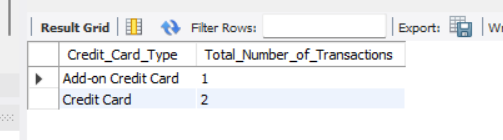 Result Grid Filter Rows: Export:
Credit_Card_Type Total_Number_of_Transactions
Add-on Credit Card 1
Credit Card 2